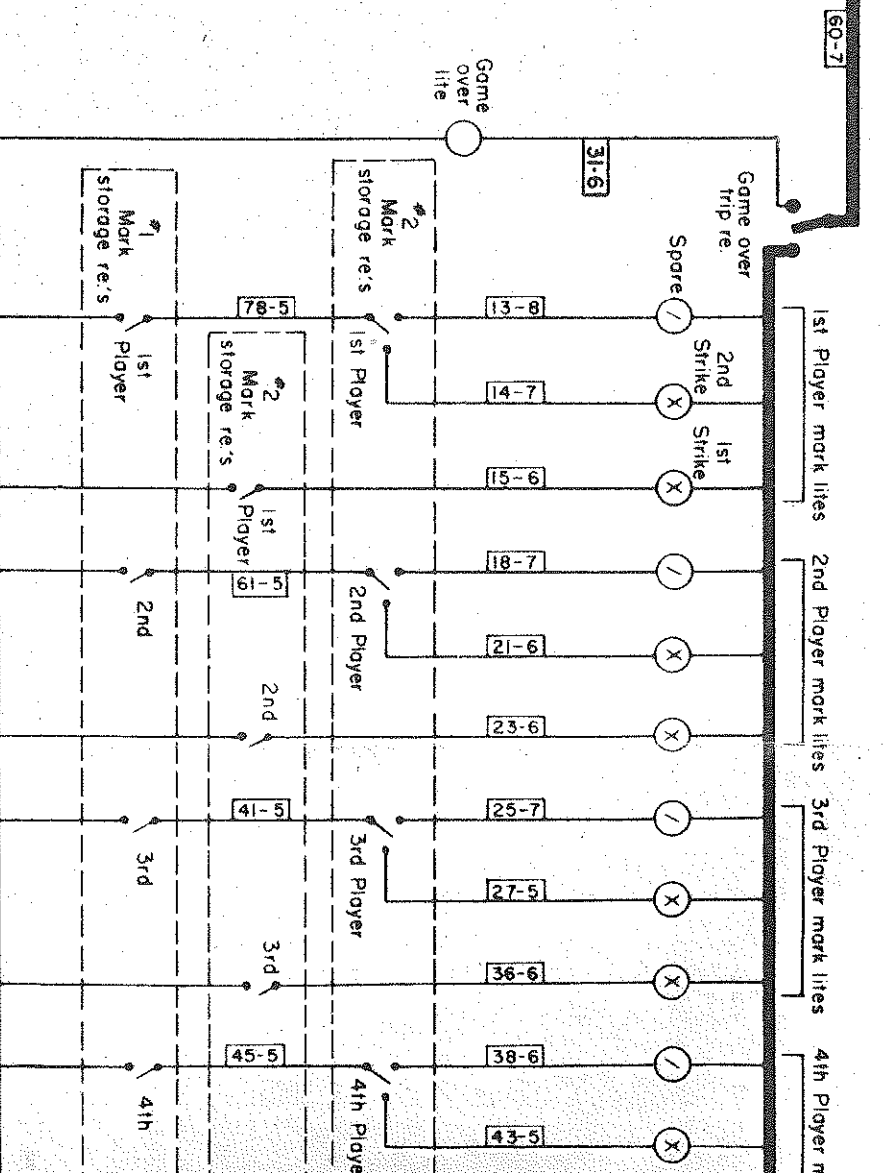 60-7
Game
over
lite
31-6
Game over
trip re.
#1
Mark
storage re.'s
#2
Mark
storage re.'s
Spare
2nd
Strike
1st
Strike
1st Player mark lites
78-5
13-8
1st
Player
1st Player
14-7
#2
Mark
storage re.'s
15-6
1st
Player
61-5
18-7
2nd
2nd Player
2nd Player mark lites
21-6
2nd
23-6
41-5
25-7
3rd
3rd Player
3rd Player mark lites
27-5
3rd
36-6
45-5
38-6
4th
4th Playe
4th Player m
43-5